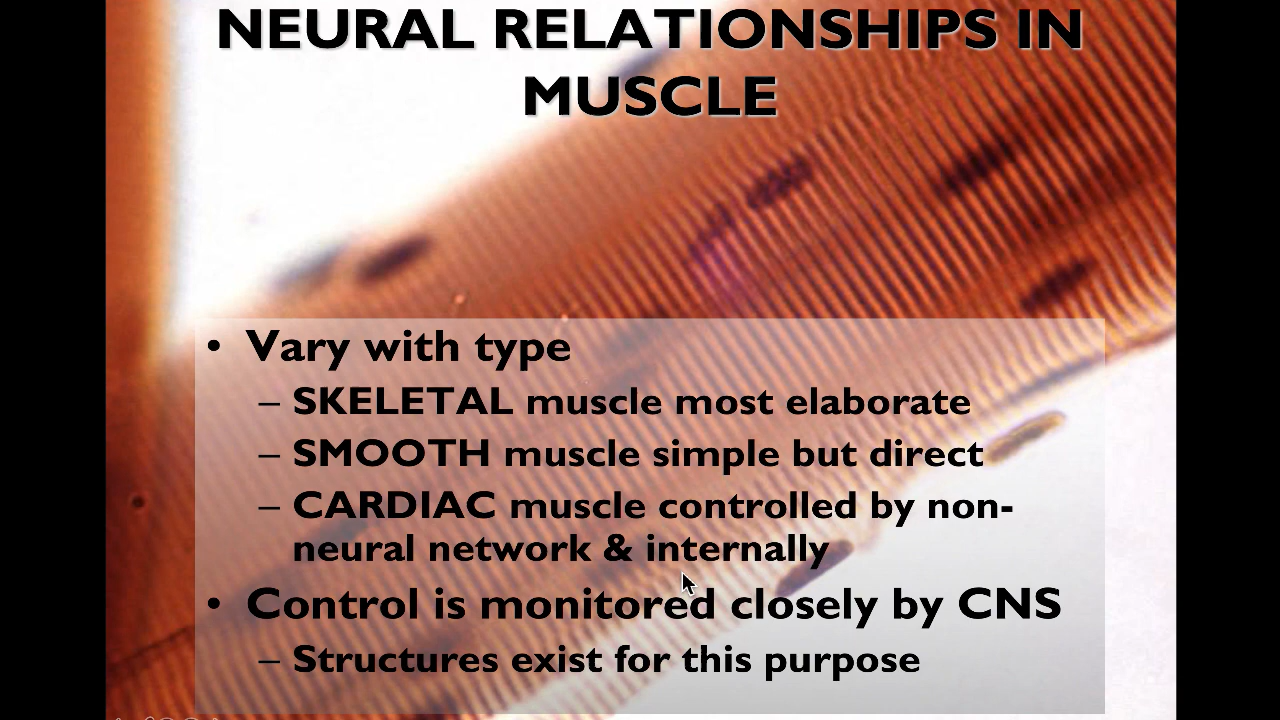 NEURAL RELATIONSHIPS IN
MUSCLE
• Vary with type
– SKELETAL muscle most elaborate
– SMOOTH muscle simple but direct
– CARDIAC muscle controlled by non-
neural network & internally
• Control is monitored closely by CNS
– Structures exist for this purpose